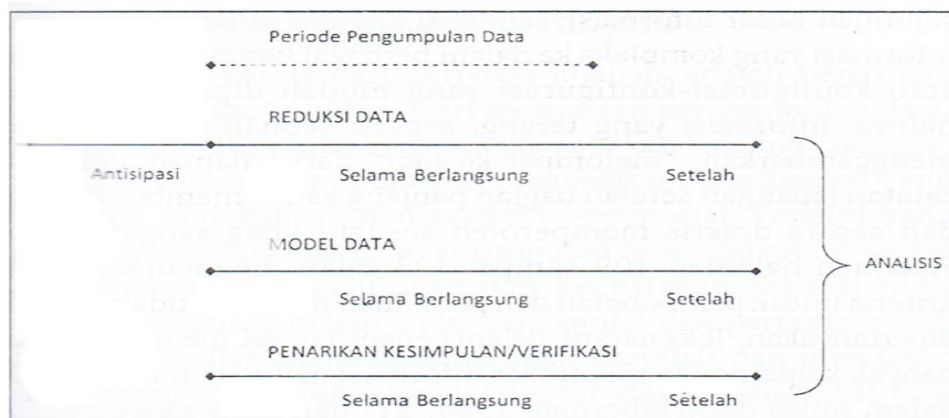 Periode Pengumpulan Data
REDUKSI DATA
Antisipasi Selama Berlangsung Setelah
MODEL DATA
ANALISIS
Selama Berlangsung Setelah
PENARIKAN KESIMPULAN/VERIFIKASI
Selama Berlangsung Setelah